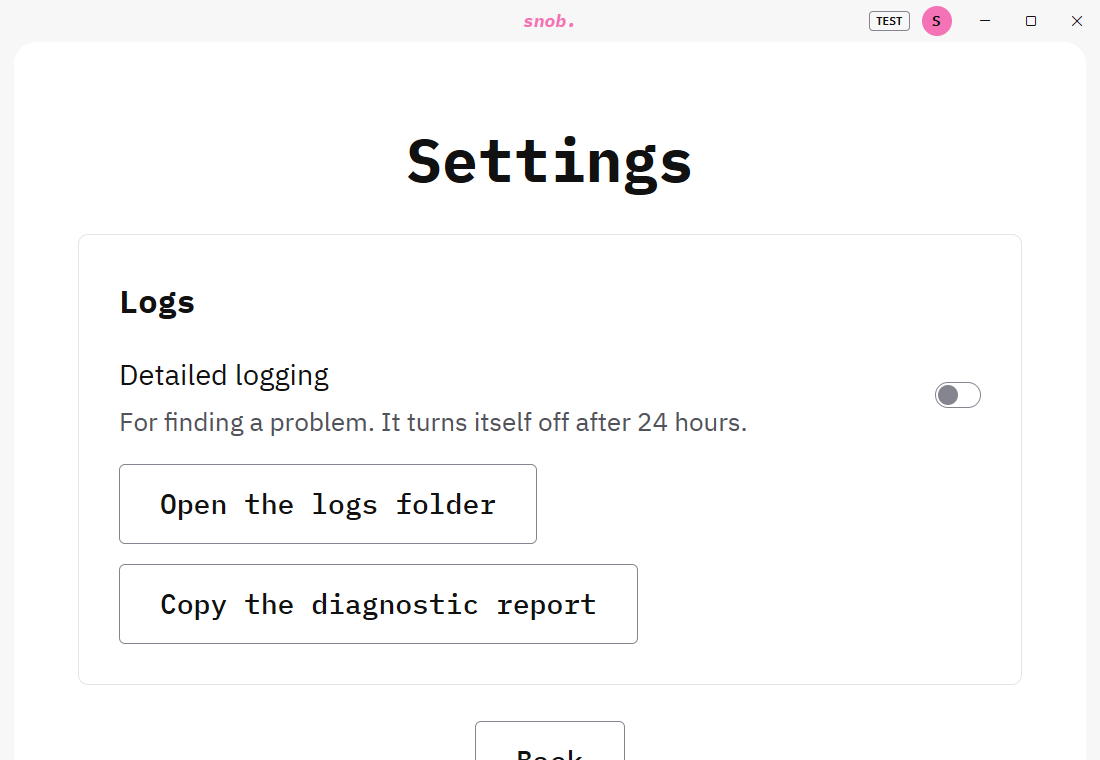 snob.
TEST
S
Settings
Logs
Detailed logging
For finding a problem. It turns itself off after 24 hours.
Open the logs folder
Copy the diagnostic report
Back